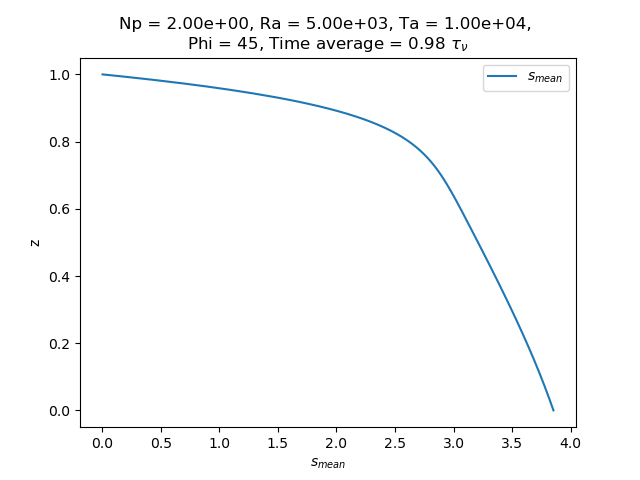 Np = 2.00e+00, Ra = 5.00e+03, Ta = 1.00e+04,
Phi = 45, Time average = 0.98 τν
s_mean
1.0
0.8
0.6
0.4
0.2
0.0
z
0.0 0.5 1.0 1.5 2.0 2.5 3.0 3.5 4.0
s_mean